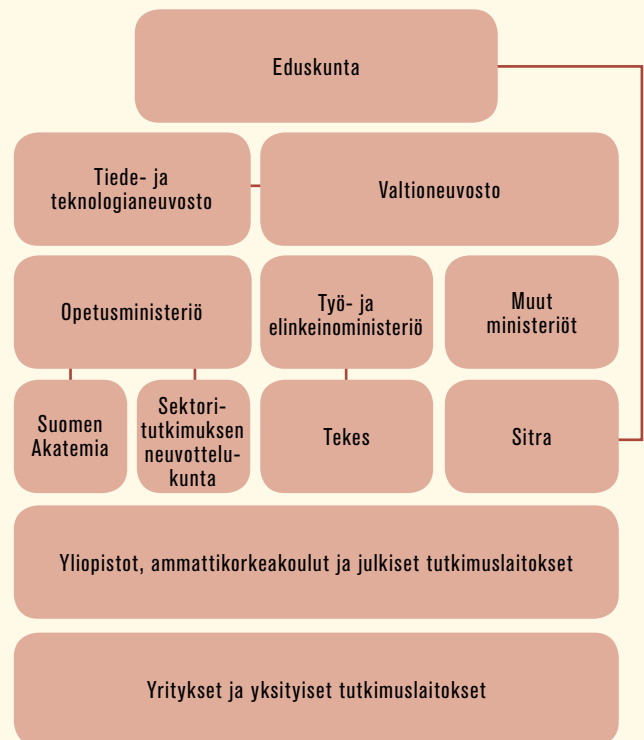 Eduskunta
Tiede- ja
teknologianeuvosto
Valtioneuvosto
Opetusministeriö
Työ- ja
elinkeinoministeriö
Muut
ministeriöt
Suomen
Akatemia
Sektori-
tutkimuksen
neuvottelu-
kunta
Tekes
Sitra
Yliopistot, ammattikorkeakoulut ja julkiset tutkimuslaitokset
Yritykset ja yksityiset tutkimuslaitokset